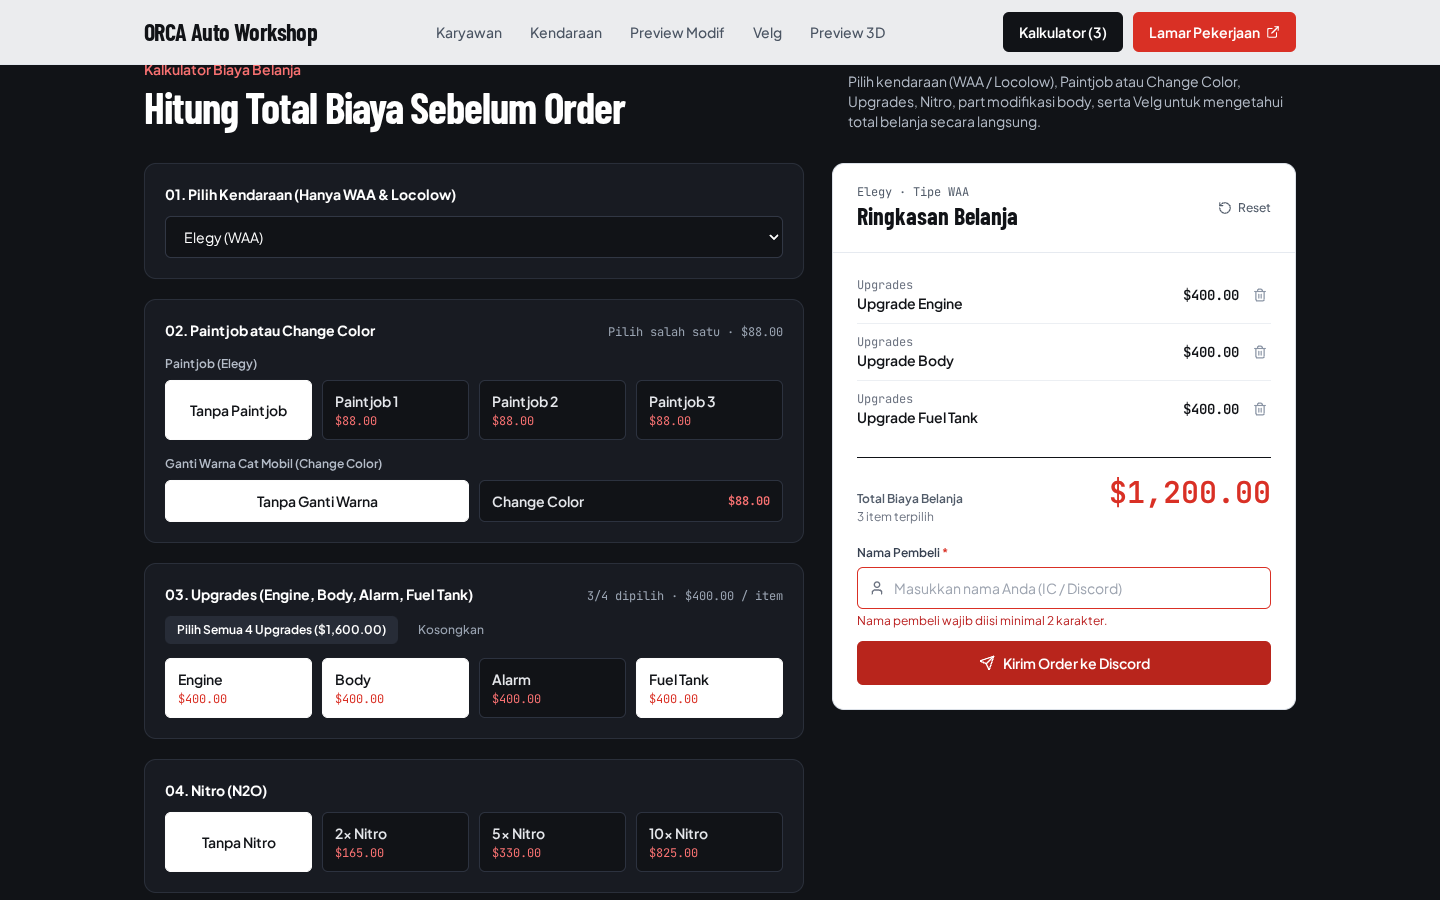 ORCA Auto Workshop
Karyawan
Kendaraan
Preview Modif
Velg
Preview 3D
Kalkulator (3)
Lamar Pekerjaan
Kalkulator Biaya Belanja
Hitung Total Biaya Sebelum Order
Pilih kendaraan (WAA / Locolow), Paintjob atau Change Color,
Upgrades, Nitro, part modifikasi body, serta Velg untuk mengetahui
total belanja secara langsung.
01. Pilih Kendaraan (Hanya WAA & Locolow)
Elegy (WAA)
02. Paintjob atau Change Color
Pilih salah satu · $88.00
Paintjob (Elegy)
Tanpa Paintjob
Paintjob 1
$88.00
Paintjob 2
$88.00
Paintjob 3
$88.00
Ganti Warna Cat Mobil (Change Color)
Tanpa Ganti Warna
Change Color
$88.00
03. Upgrades (Engine, Body, Alarm, Fuel Tank)
3/4 dipilih · $400.00 / item
Pilih Semua 4 Upgrades ($1,600.00)
Kosongkan
Engine
$400.00
Body
$400.00
Alarm
$400.00
Fuel Tank
$400.00
04. Nitro (N2O)
Tanpa Nitro
2x Nitro
$165.00
5x Nitro
$330.00
10x Nitro
$825.00
Elegy · Tipe WAA
Ringkasan Belanja
Reset
Upgrades
Upgrade Engine
$400.00
Upgrades
Upgrade Body
$400.00
Upgrades
Upgrade Fuel Tank
$400.00
Total Biaya Belanja
3 item terpilih
$1,200.00
Nama Pembeli *
Masukkan nama Anda (IC / Discord)
Nama pembeli wajib diisi minimal 2 karakter.
Kirim Order ke Discord